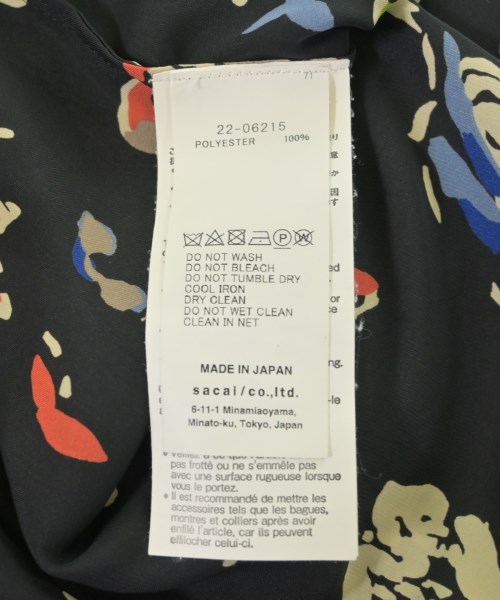 22-06215
POLYESTER 100%
P W
DO NOT WASH
DO NOT BLEACH
DO NOT TUMBLE DRY
COOL IRON
DRY CLEAN
DO NOT WET CLEAN
CLEAN IN NET
MADE IN JAPAN
sacai/co.,ltd.
6-11-1 Minamiaoyama,
Minato-ku, Tokyo, Japan
pas frotté ou ne s'emmêle pas
avec une surface rugueuse lorsque
vous le portez.
• Il est recommandé de mettre les
accessoires tels que les bagues,
montres et colliers après avoir
enfilé l'article, car ils peuvent
effilocher celui-ci.